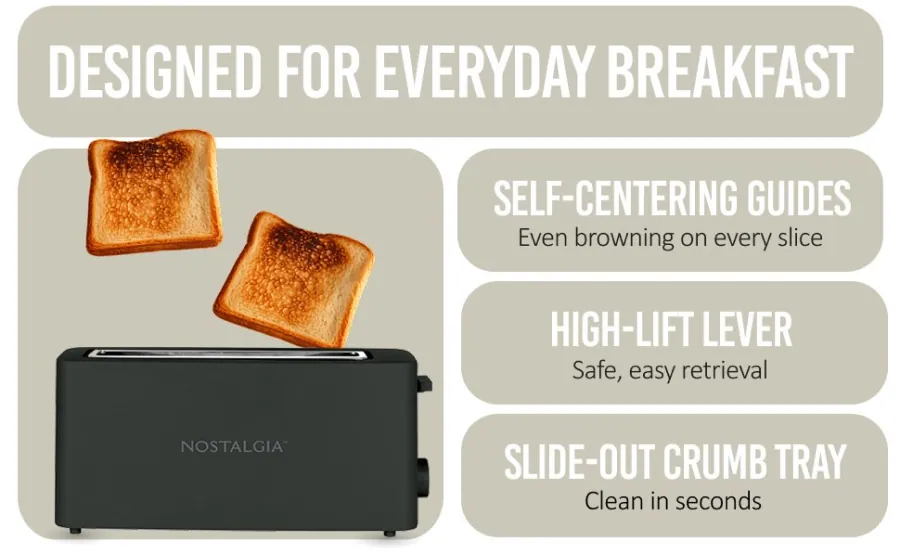 DESIGNED FOR EVERYDAY BREAKFAST
SELF-CENTERING GUIDES
Even browning on every slice
HIGH-LIFT LEVER
Safe, easy retrieval
SLIDE-OUT CRUMB TRAY
Clean in seconds
NOSTALGIA™